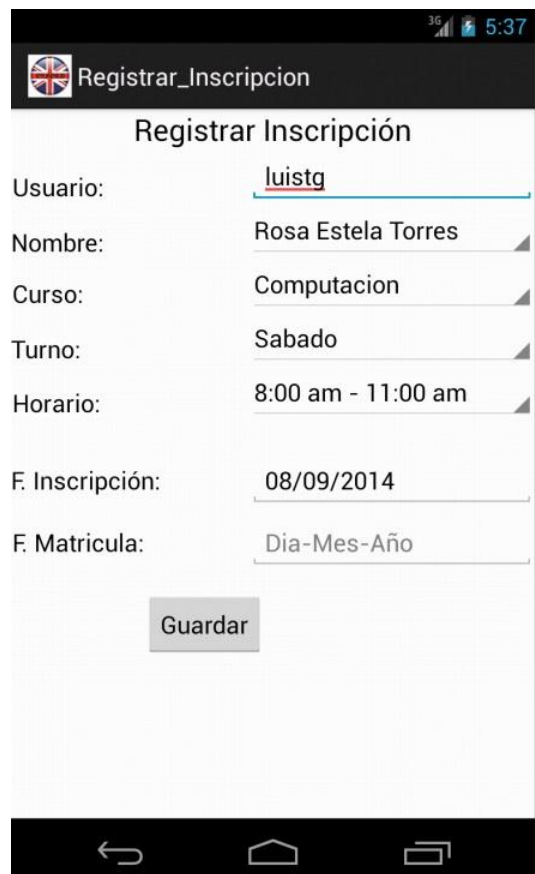 3G 5:37
Registrar_Inscripcion
Registrar Inscripción
Usuario: luistg
Nombre: Rosa Estela Torres
Curso: Computacion
Turno: Sabado
Horario: 8:00 am - 11:00 am
F. Inscripción: 08/09/2014
F. Matricula: Dia-Mes-Año
Guardar